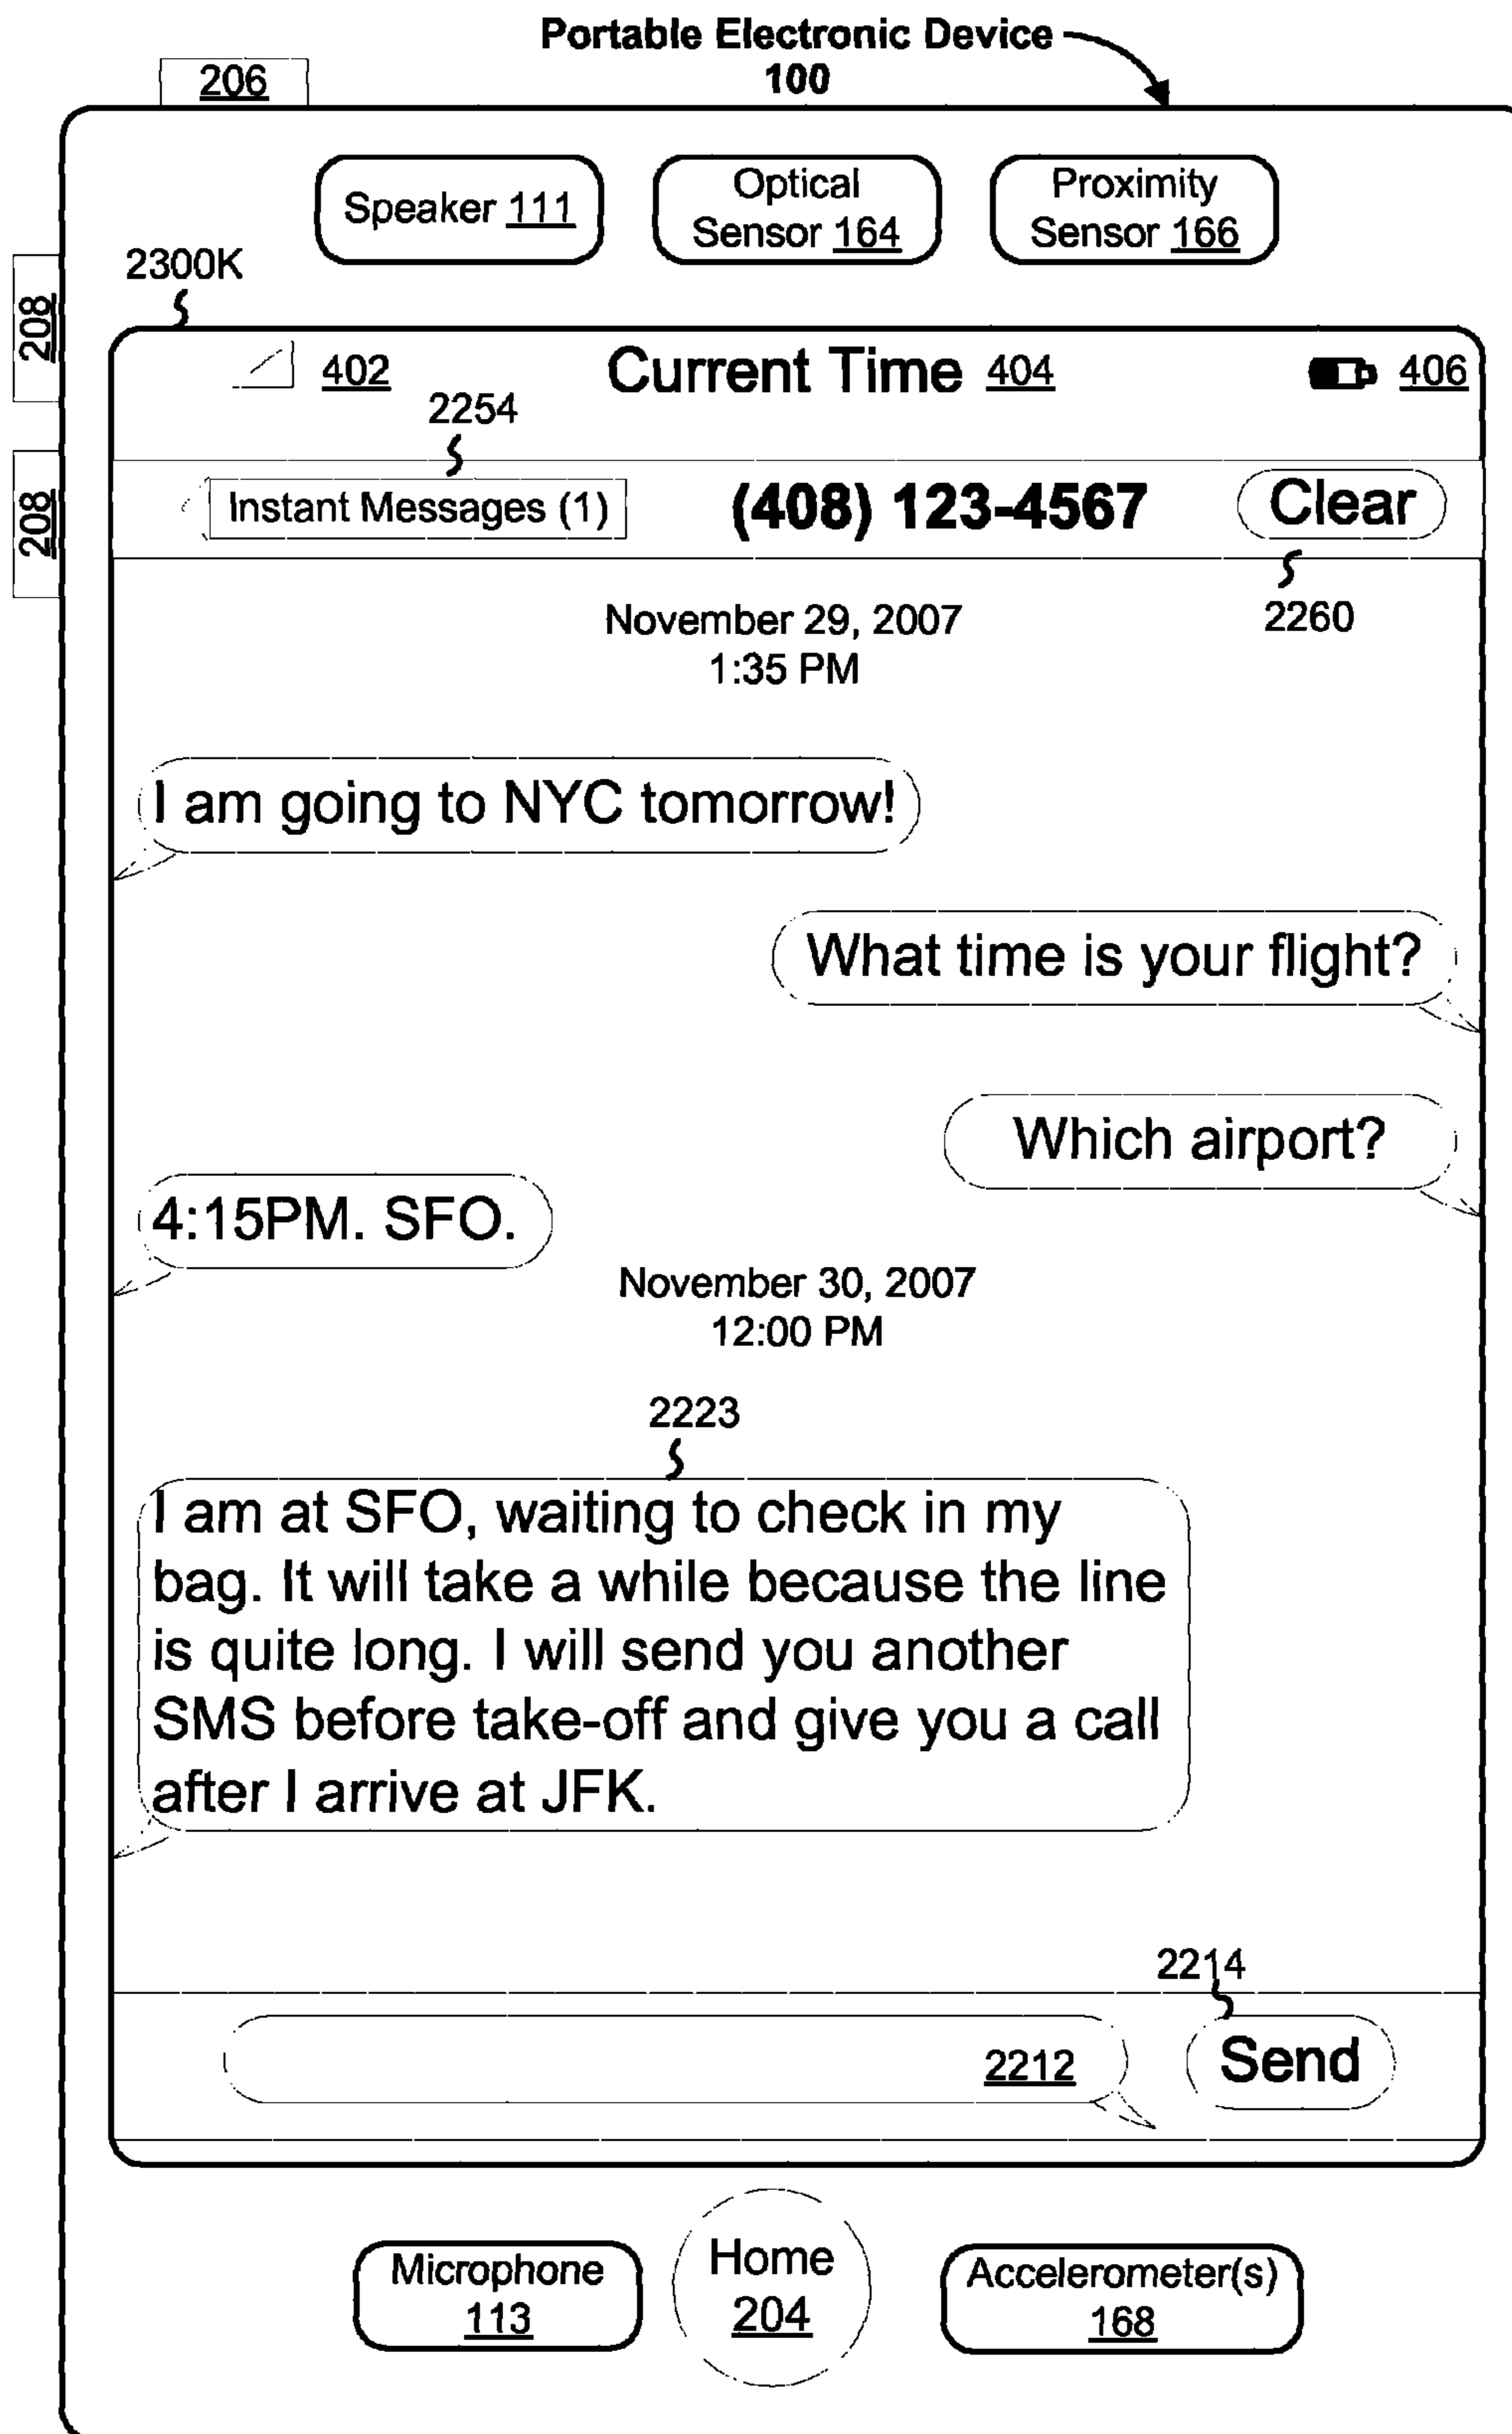 Portable Electronic Device
100
206
Speaker 111
Optical
Sensor 164
Proximity
Sensor 166
2300K
208
402
Current Time 404
406
2254
208
Instant Messages (1)
(408) 123-4567
Clear
2260
November 29, 2007
1:35 PM
I am going to NYC tomorrow!
What time is your flight?
Which airport?
4:15PM. SFO.
November 30, 2007
12:00 PM
2223
I am at SFO, waiting to check in my
bag. It will take a while because the line
is quite long. I will send you another
SMS before take-off and give you a call
after I arrive at JFK.
2214
2212
Send
Microphone
113
Home
204
Accelerometer(s)
168